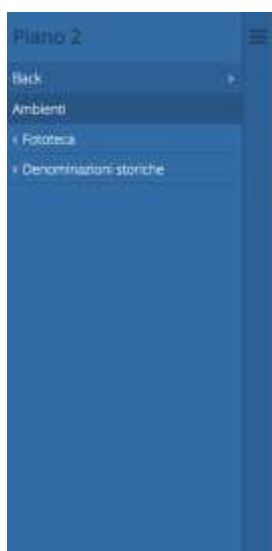 Piano 2
Back >
Ambienti
< Fototeca
< Denominazioni storiche